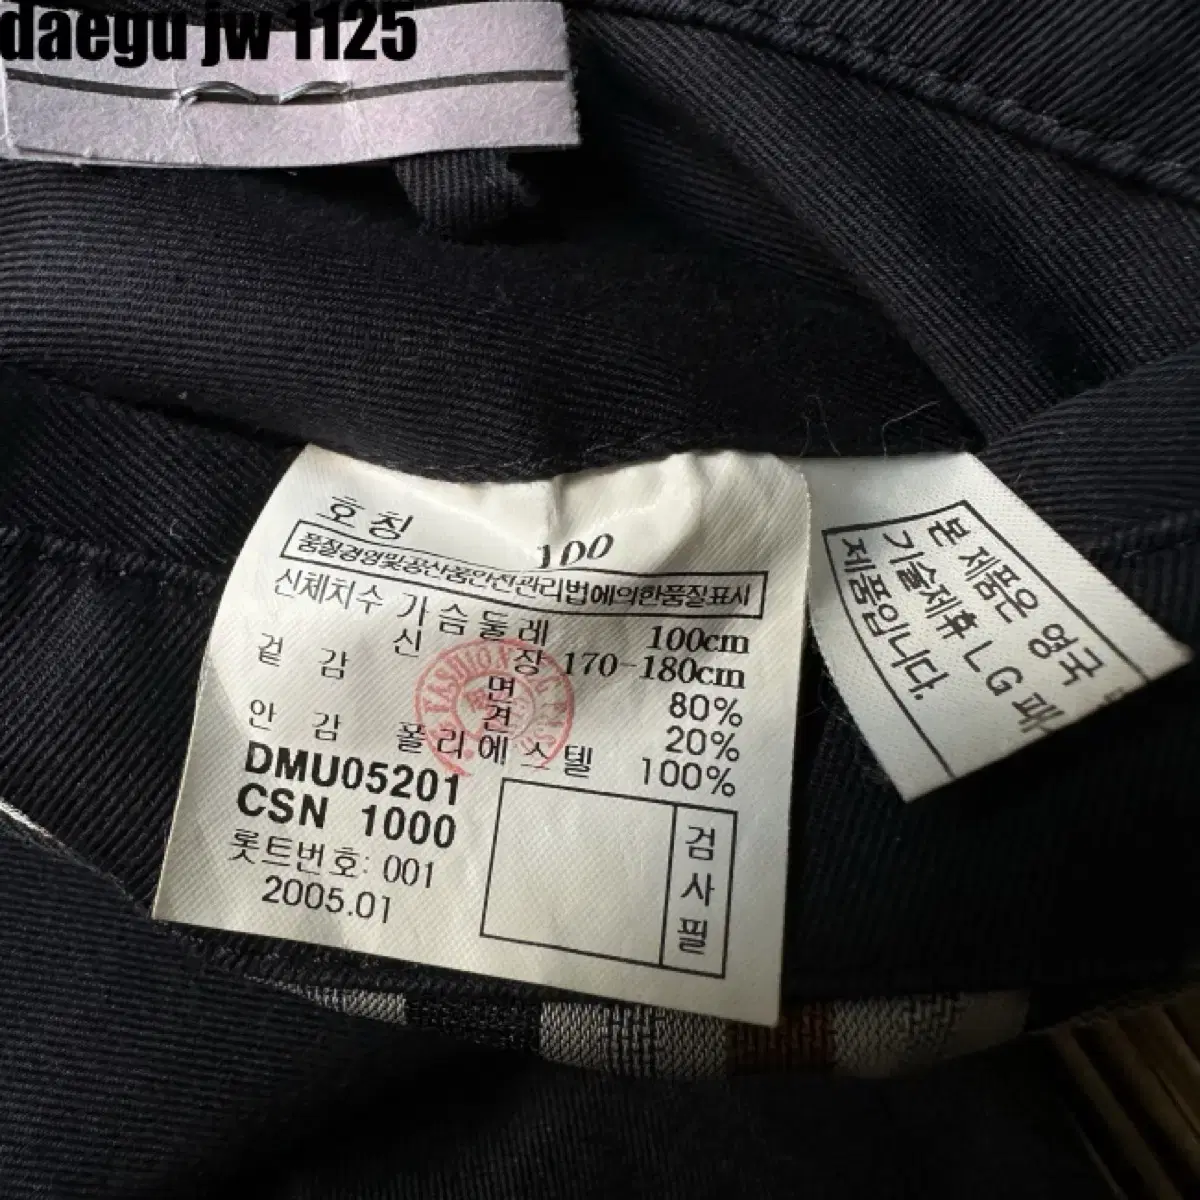 daegu jw 1125
호칭 100
품질경영및공산품안전관리법에의한품질표시
신체치수 가슴둘레 100cm
신장 170-180cm
겉감 면 80%
견 20%
안감 폴리에스텔 100%
DMU05201
CSN 1000
롯트번호: 001
2005.01
검사필
본 제품은 영국
기술제휴 LG패
제품입니다.
FASHION